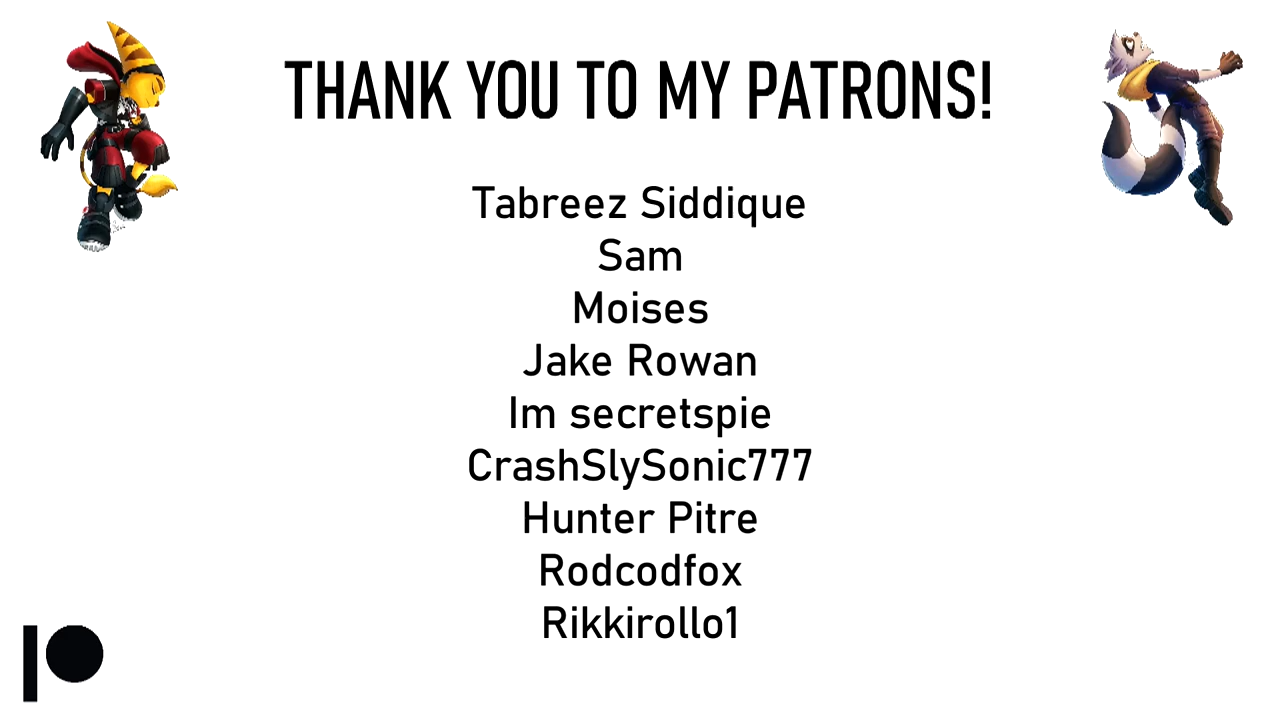 THANK YOU TO MY PATRONS!
Tabreez Siddique
Sam
Moises
Jake Rowan
Im secretspie
CrashSlySonic777
Hunter Pitre
Rodcodfox
Rikkirollo1